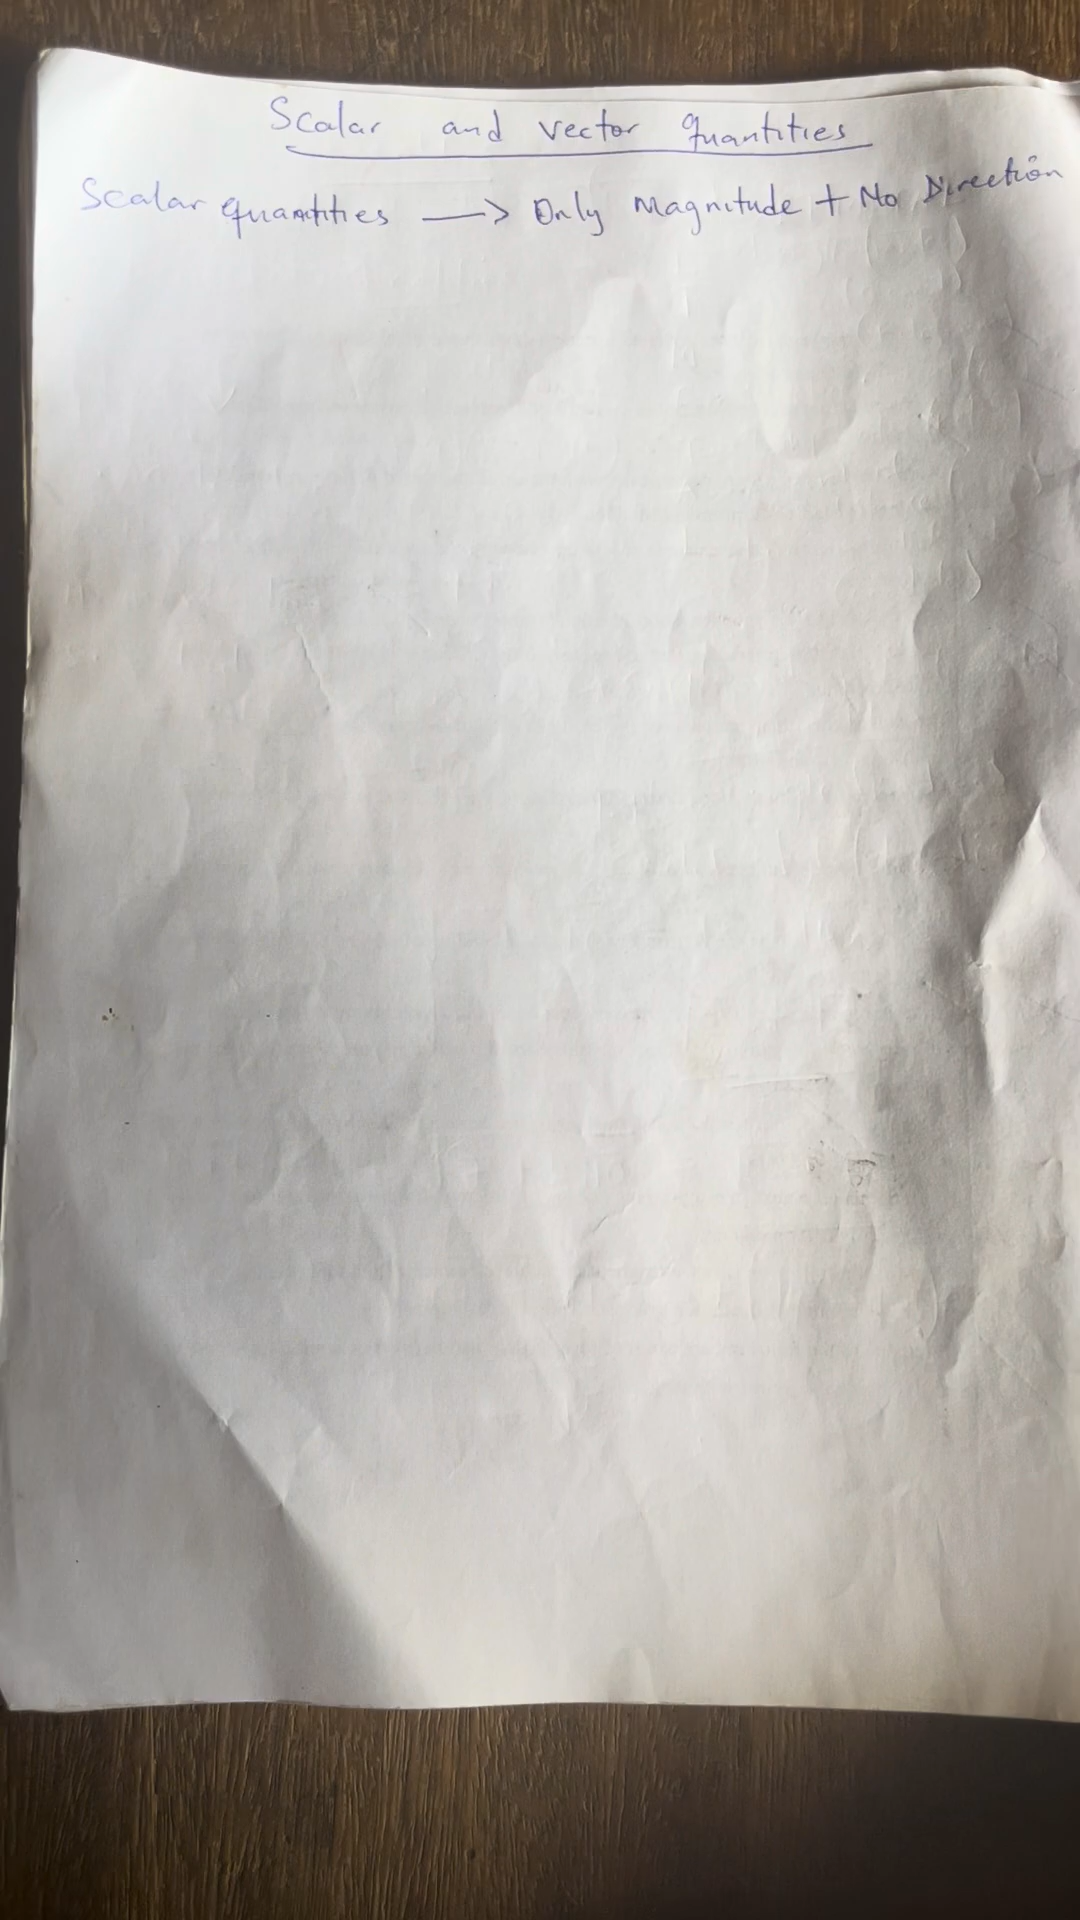 Scalar and vector quantities
Scalar quantities —> Only Magnitude + No Direction